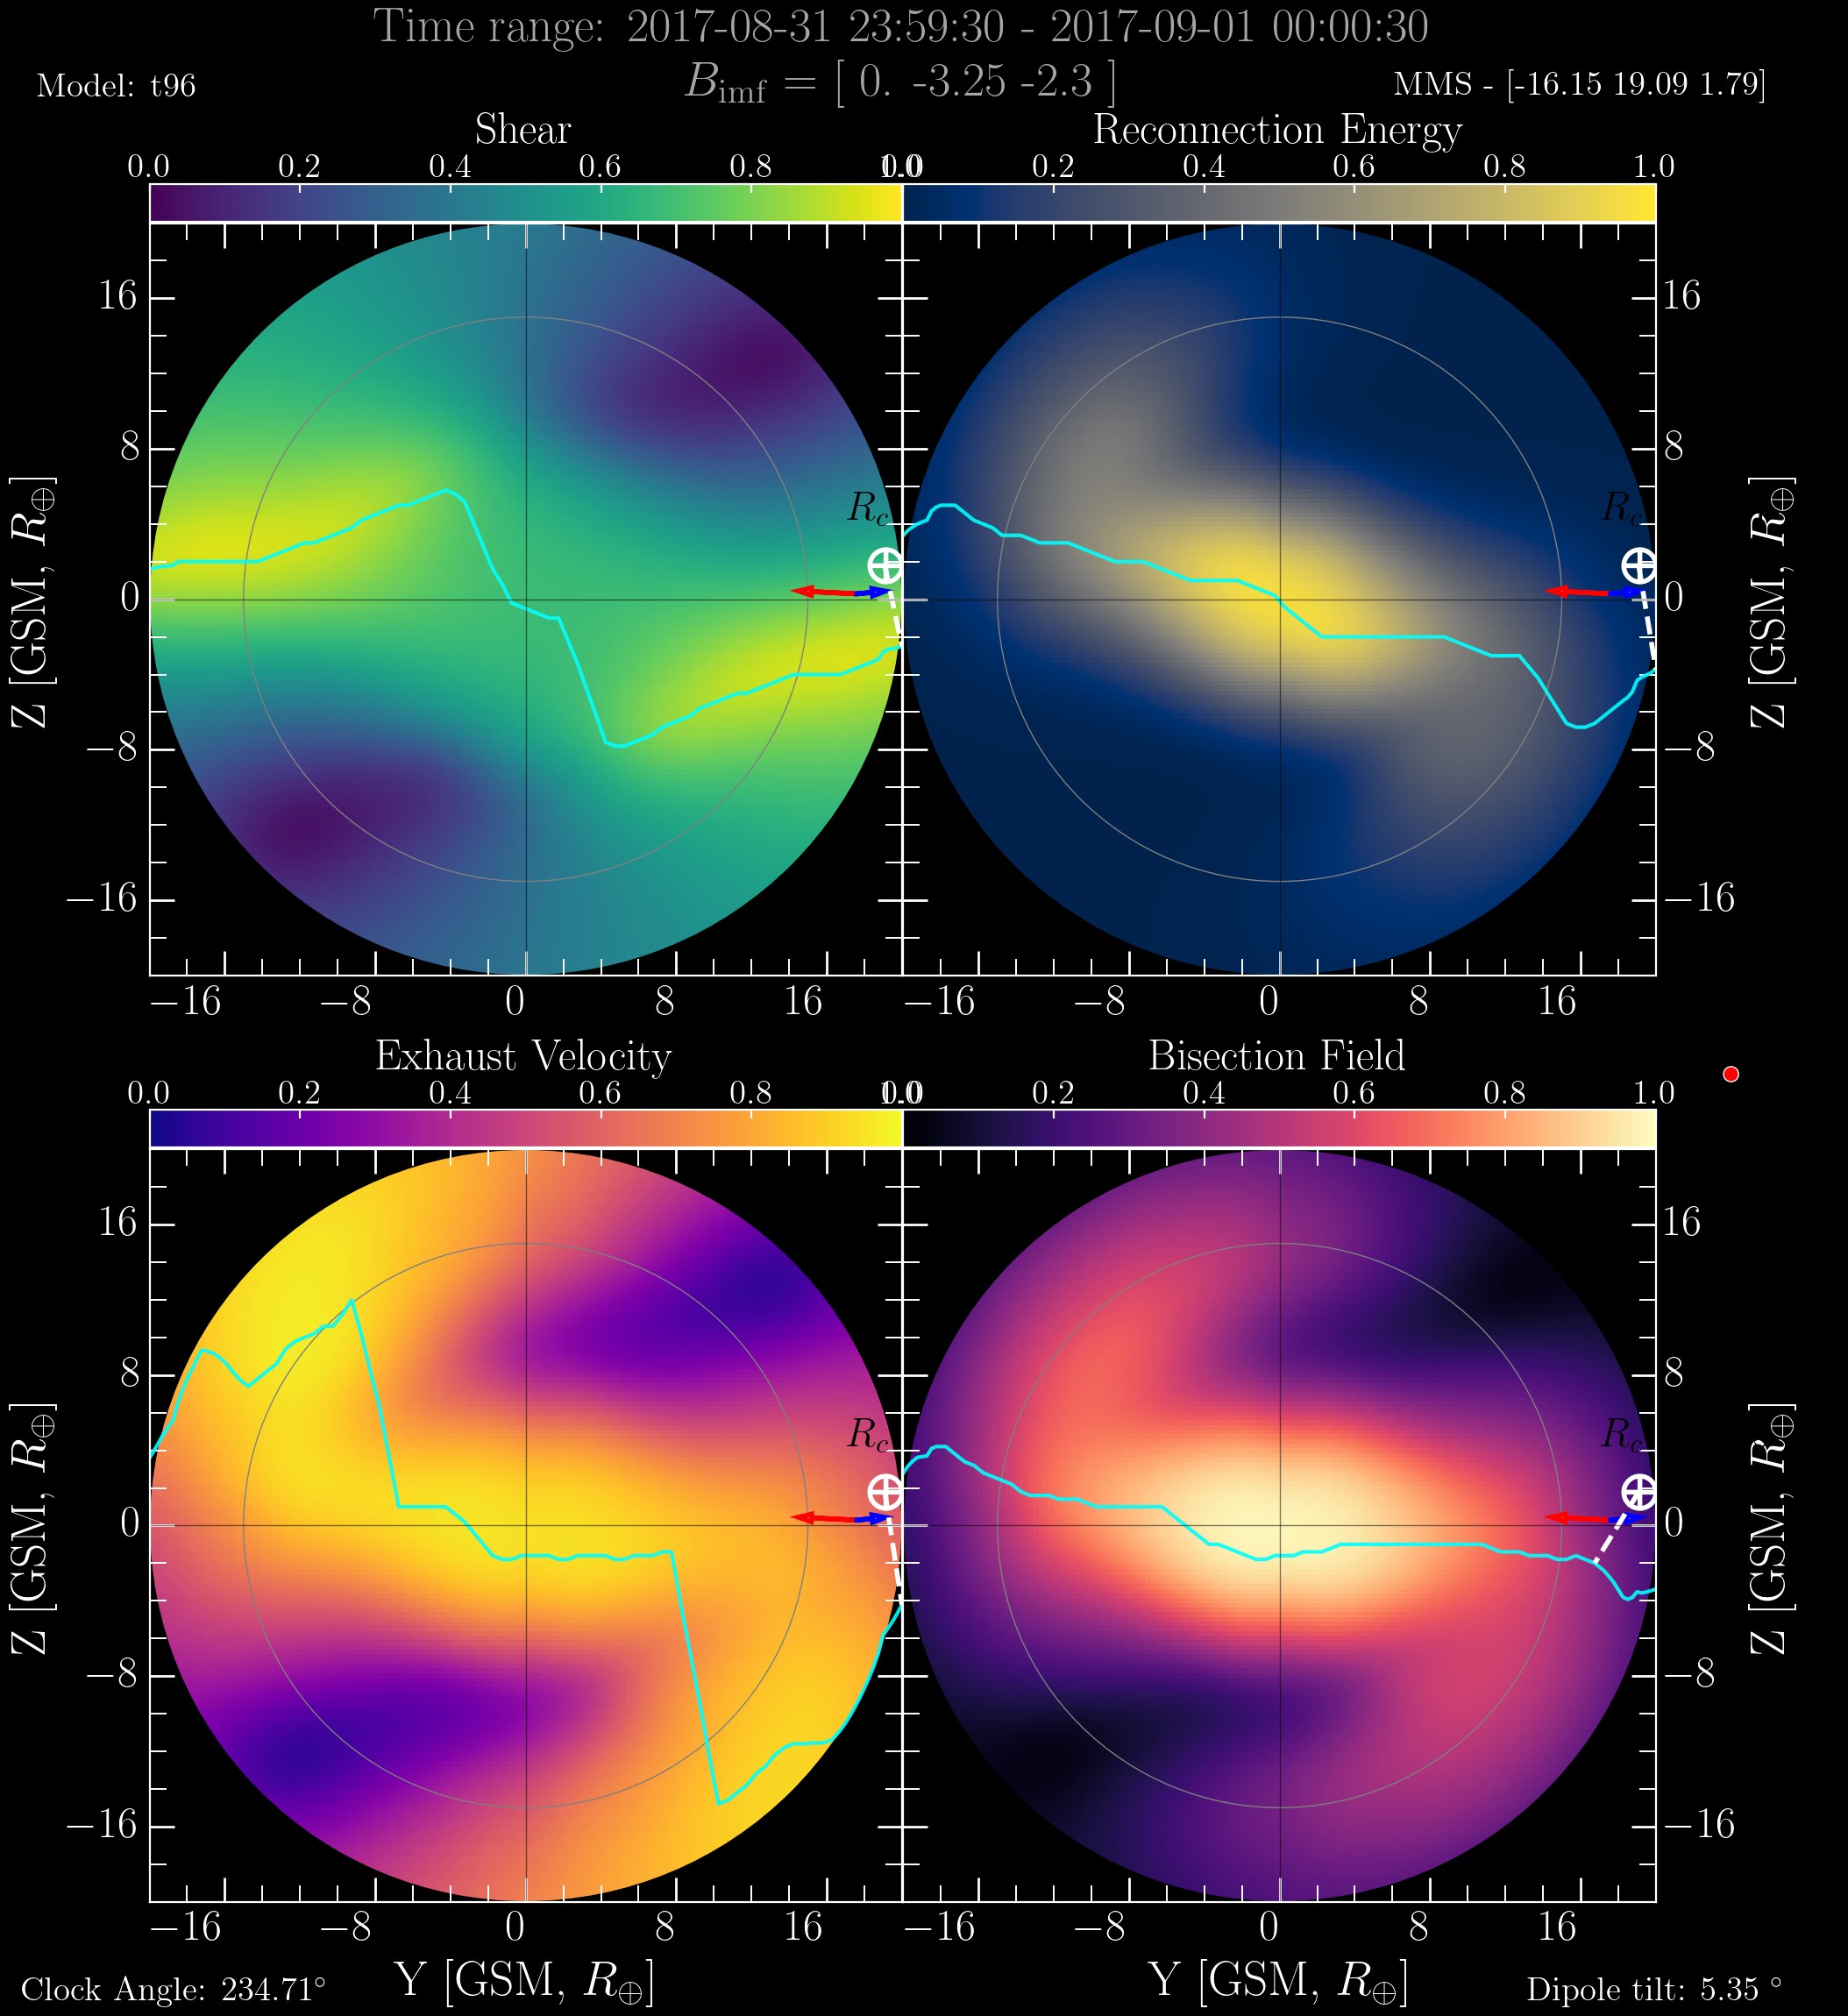 Time range: 2017-08-31 23:59:30 - 2017-09-01 00:00:30
Model: t96
B_imf = [ 0. -3.25 -2.3 ]
MMS - [-16.15 19.09 1.79]
Shear
Reconnection Energy
0.0 0.2 0.4 0.6 0.8 1.0
0.0 0.2 0.4 0.6 0.8 1.0
16
8
0
−8
−16
Z [GSM, R⊕]
R_c
R_c
16
8
0
−8
−16
Z [GSM, R⊕]
−16 −8 0 8 16
−16 −8 0 8 16
Exhaust Velocity
Bisection Field
0.0 0.2 0.4 0.6 0.8 1.0
0.0 0.2 0.4 0.6 0.8 1.0
16
8
0
−8
−16
Z [GSM, R⊕]
R_c
R_c
16
8
0
−8
−16
Z [GSM, R⊕]
−16 −8 0 8 16
−16 −8 0 8 16
Y [GSM, R⊕]
Y [GSM, R⊕]
Clock Angle: 234.71°
Dipole tilt: 5.35 °